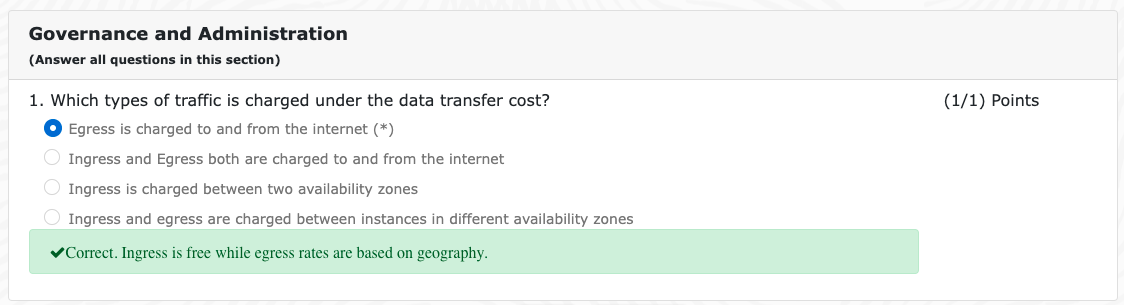 Governance and Administration
(Answer all questions in this section)
1. Which types of traffic is charged under the data transfer cost? (1/1) Points
Egress is charged to and from the internet (*)
Ingress and Egress both are charged to and from the internet
Ingress is charged between two availability zones
Ingress and egress are charged between instances in different availability zones
✔Correct. Ingress is free while egress rates are based on geography.